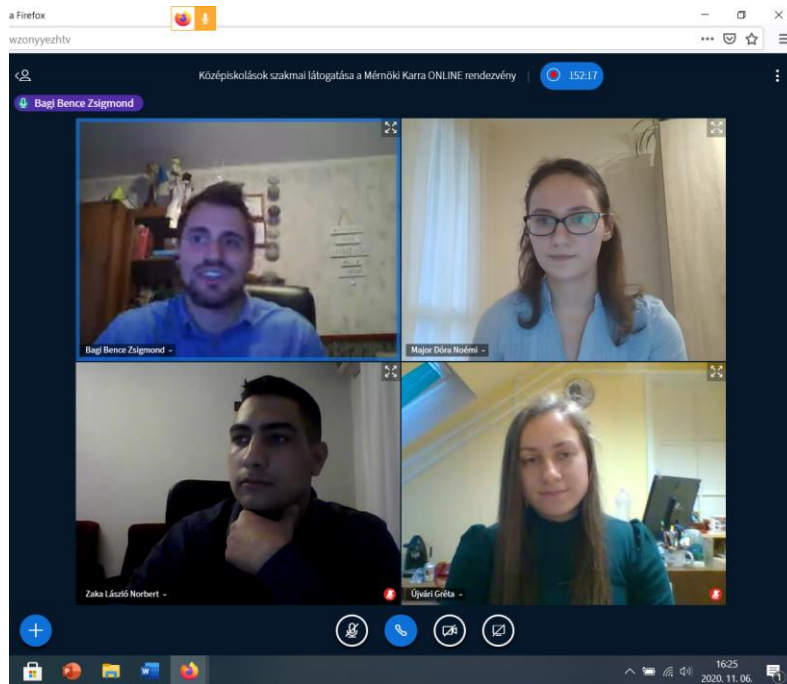 a Firefox
wzonyyezhtv
Középiskolások szakmai látogatása a Mérnöki Karra ONLINE rendezvény
152:17
Bagi Bence Zsigmond
Bagi Bence Zsigmond
Major Dóra Noémi
Zaka László Norbert
Újvári Gréta
16:25
2020. 11. 06.
1